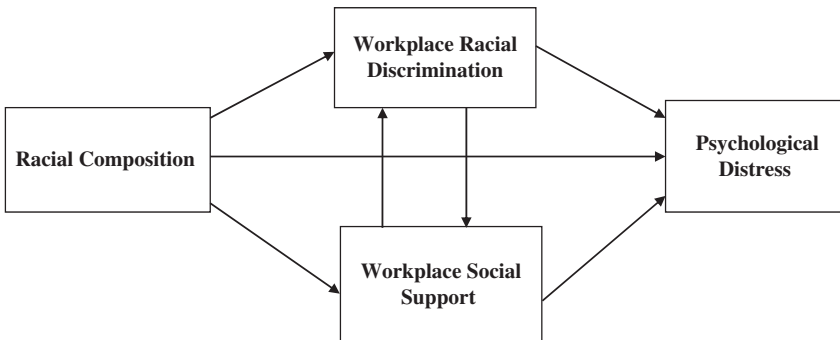 Workplace Racial
Discrimination
Racial Composition
Psychological
Distress
Workplace Social
Support